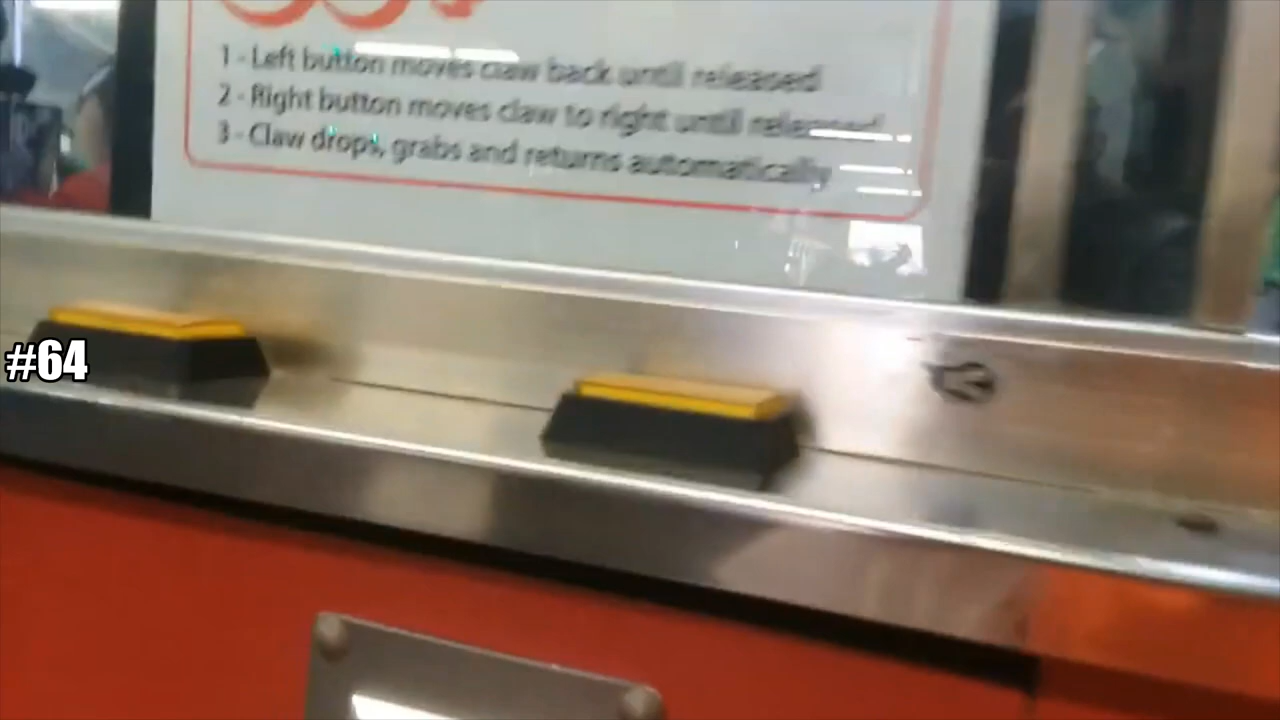 1 - Left button moves claw back until released
2 - Right button moves claw to right until released
3 - Claw drops, grabs and returns automatically
#64